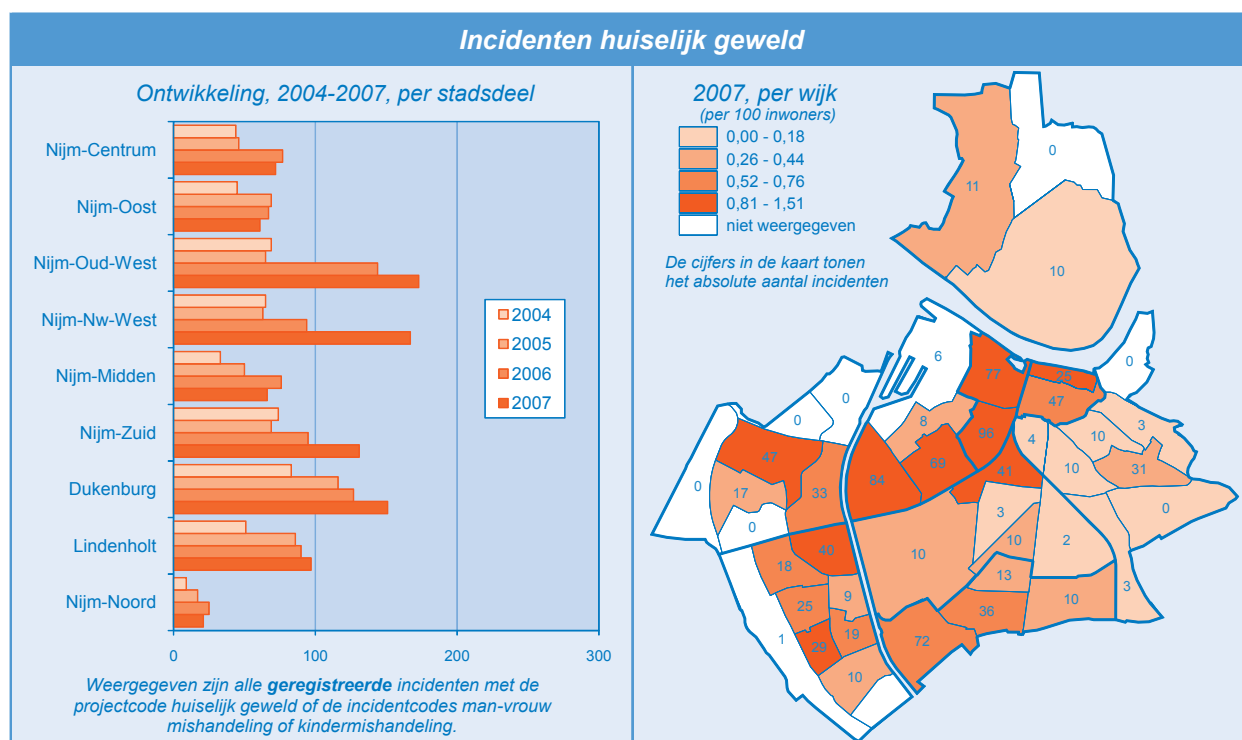 Incidenten huiselijk geweld
Ontwikkeling, 2004-2007, per stadsdeel
Nijm-Centrum
Nijm-Oost
Nijm-Oud-West
Nijm-Nw-West
Nijm-Midden
Nijm-Zuid
Dukenburg
Lindenholt
Nijm-Noord
0 100 200 300
2004
2005
2006
2007
Weergegeven zijn alle geregistreerde incidenten met de
projectcode huiselijk geweld of de incidentcodes man-vrouw
mishandeling of kindermishandeling.
2007, per wijk
(per 100 inwoners)
0,00 - 0,18
0,26 - 0,44
0,52 - 0,76
0,81 - 1,51
niet weergegeven
De cijfers in de kaart tonen
het absolute aantal incidenten
0
11
10
6
0
77
25
0
47
0
8
3
0
96
4
10
47
69
41
10
31
0
17
33
84
0
0
3
10
2
40
10
18
13
9
25
10
3
36
19
1
29
72
10